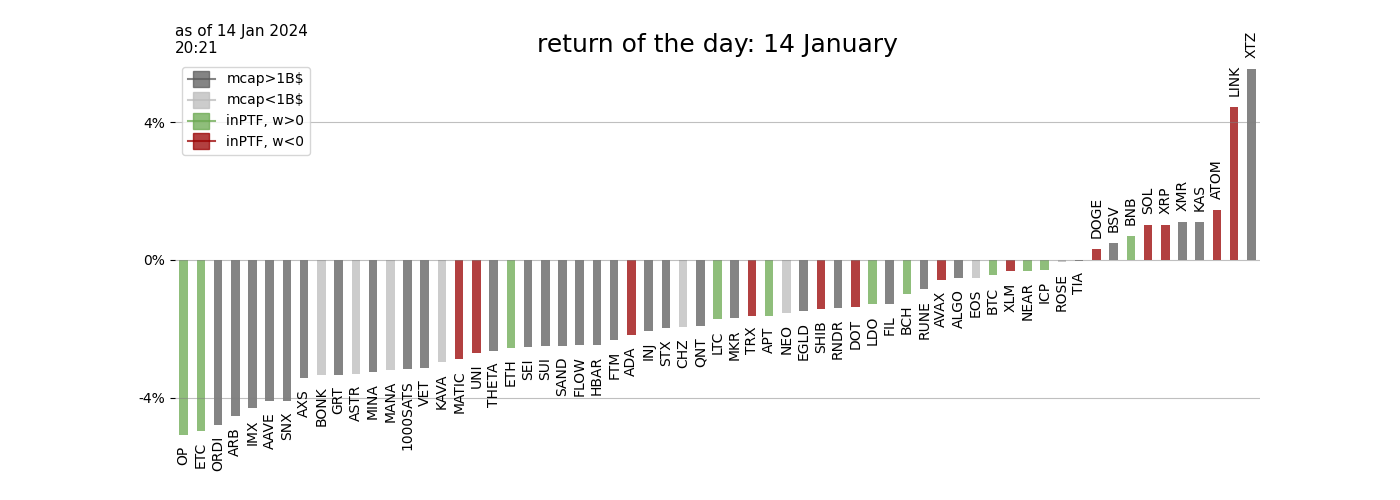 as of 14 Jan 2024
20:21
return of the day: 14 January
mcap>1B$
mcap<1B$
inPTF, w>0
inPTF, w<0
4%
0%
-4%
OP
ETC
ORDI
ARB
IMX
AAVE
SNX
AXS
BONK
GRT
ASTR
MINA
MANA
1000SATS
VET
KAVA
MATIC
UNI
THETA
ETH
SEI
SUI
SAND
FLOW
HBAR
FTM
ADA
INJ
STX
CHZ
QNT
LTC
MKR
TRX
APT
NEO
EGLD
SHIB
RNDR
DOT
LDO
FIL
BCH
RUNE
AVAX
ALGO
EOS
BTC
XLM
NEAR
ICP
ROSE
TIA
DOGE
BSV
BNB
SOL
XRP
XMR
KAS
ATOM
LINK
XTZ